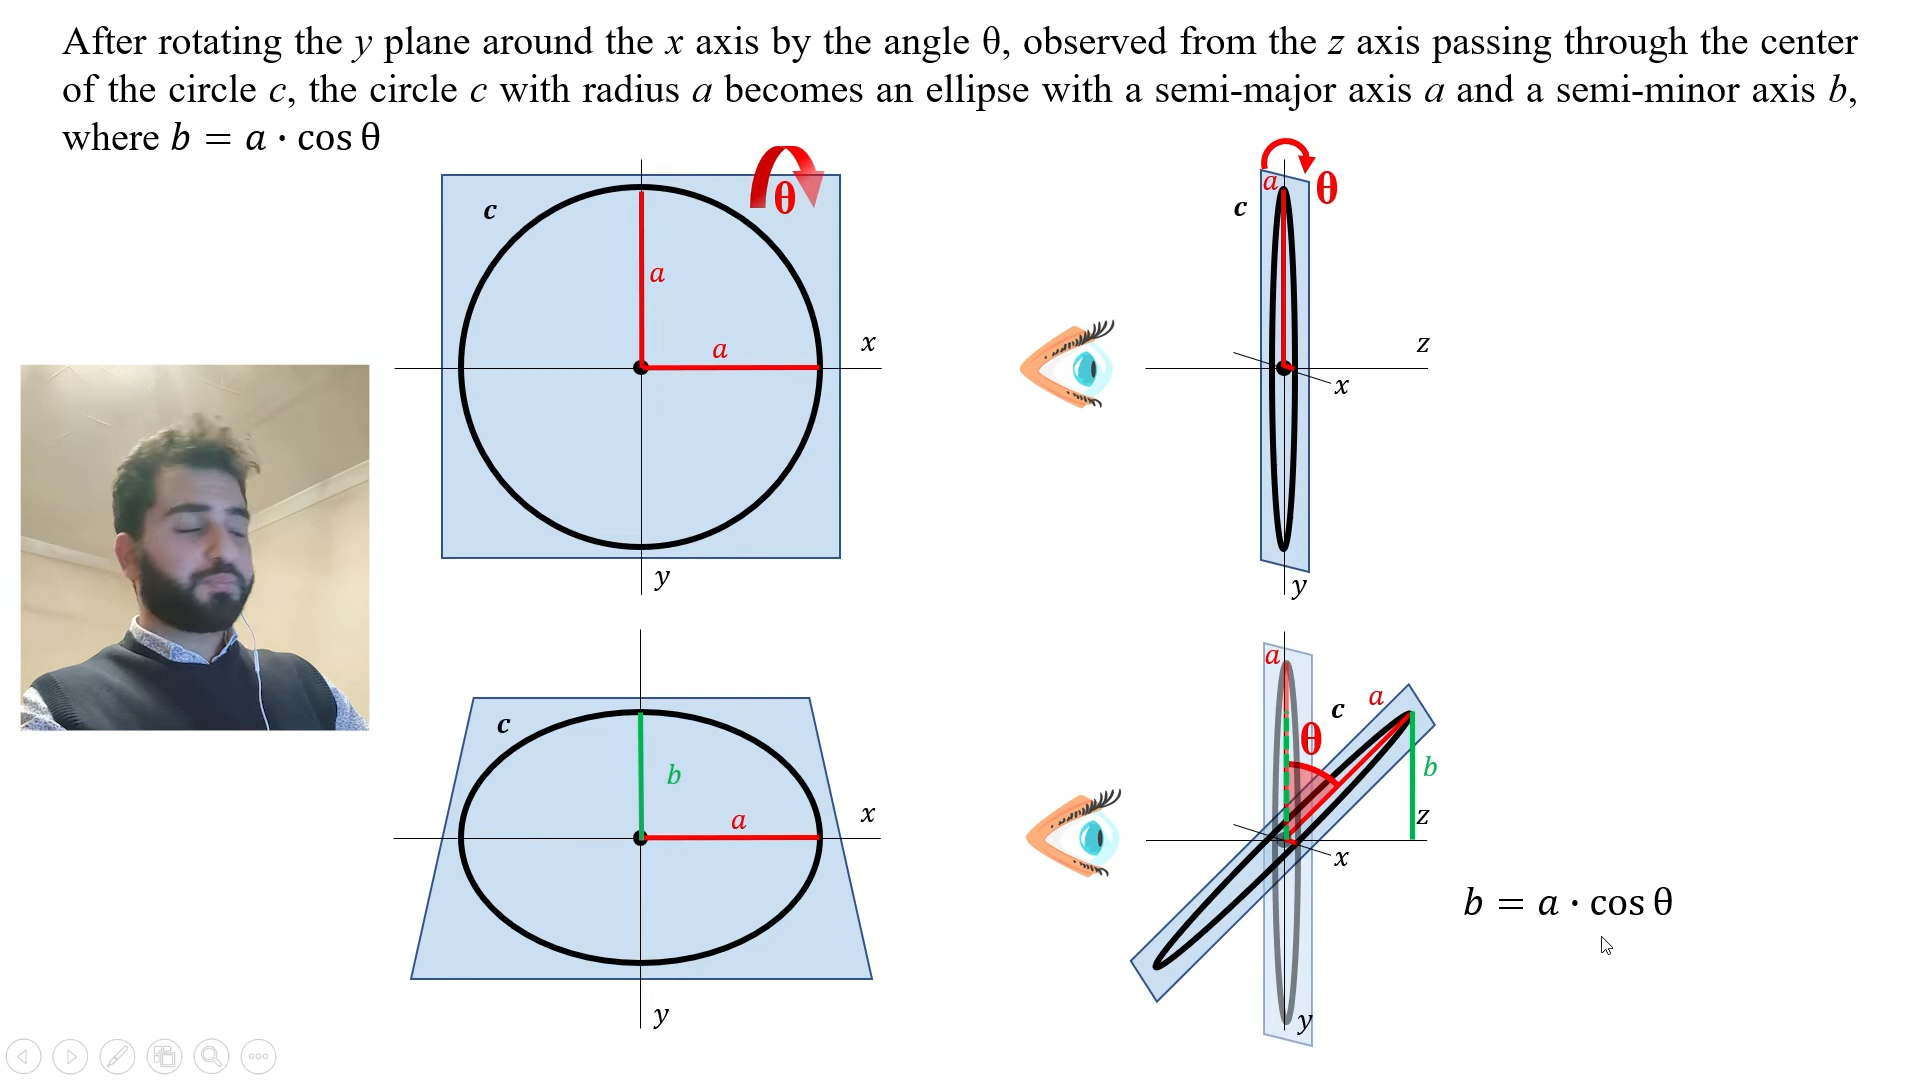 After rotating the y plane around the x axis by the angle θ, observed from the z axis passing through the center
of the circle c, the circle c with radius a becomes an ellipse with a semi-major axis a and a semi-minor axis b,
where b = a · cos θ
θ
c
a
a
x
y
a
θ
c
z
x
y
c
b
a
x
y
a
c
a
θ
b
z
x
y
b = a · cos θ